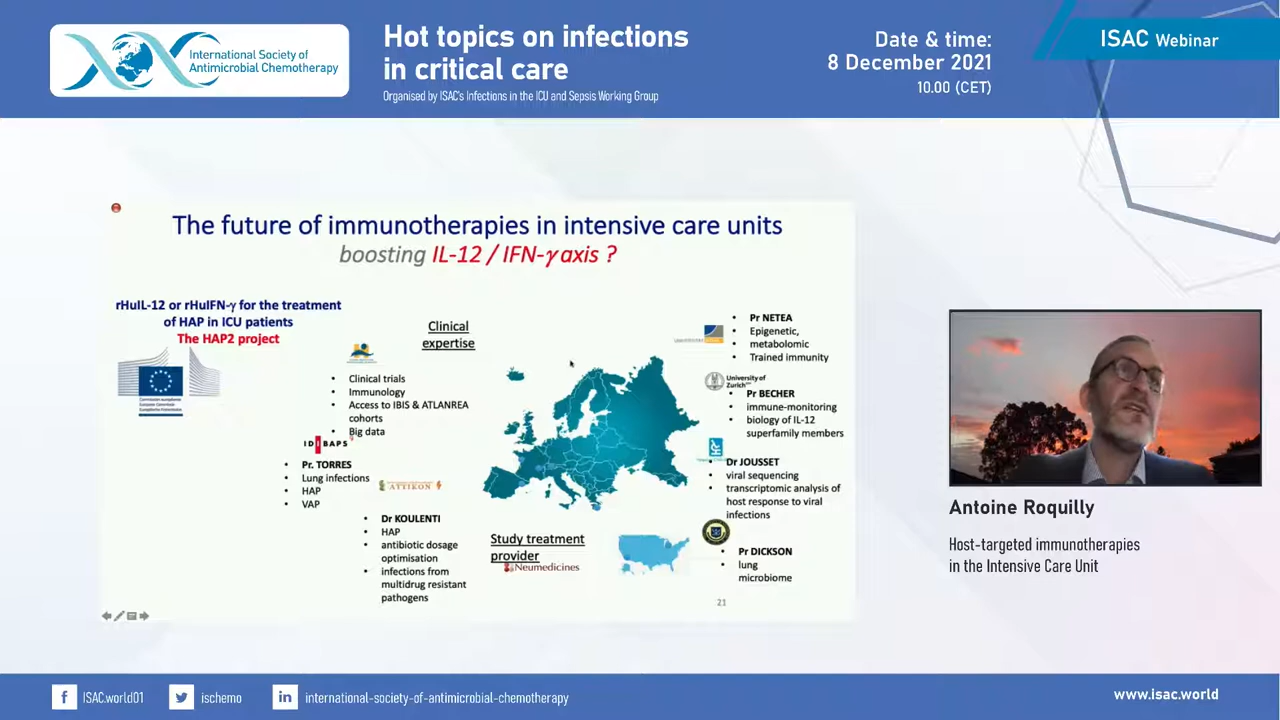 International Society of
Antimicrobial Chemotherapy
Hot topics on infections
in critical care
Organised by ISAC's Infections in the ICU and Sepsis Working Group
Date & time:
8 December 2021
10.00 (CET)
ISAC Webinar
The future of immunotherapies in intensive care units
boosting IL-12 / IFN-γ axis ?
rHuIL-12 or rHuIFN-γ for the treatment
of HAP in ICU patients
The HAP2 project
Clinical
expertise
• Clinical trials
• Immunology
• Access to IBIS & ATLANREA
cohorts
• Big data
IDIBAPS
• Pr. TORRES
• Lung infections
• HAP
• VAP
ATTIKON
• Dr KOULENTI
• HAP
• antibiotic dosage
optimisation
• infections from
multidrug resistant
pathogens
Study treatment
provider
Neumedicines
• Pr NETEA
• Epigenetic,
• metabolomic
• Trained immunity
University of
Zurich
• Pr BECHER
• immune-monitoring
• biology of IL-12
superfamily members
• Dr JOUSSET
• viral sequencing
• transcriptomic analysis of
host response to viral
infections
• Pr DICKSON
• lung
microbiome
21
Antoine Roquilly
Host-targeted immunotherapies
in the Intensive Care Unit
ISAC.world01
ischemo
international-society-of-antimicrobial-chemotherapy
www.isac.world